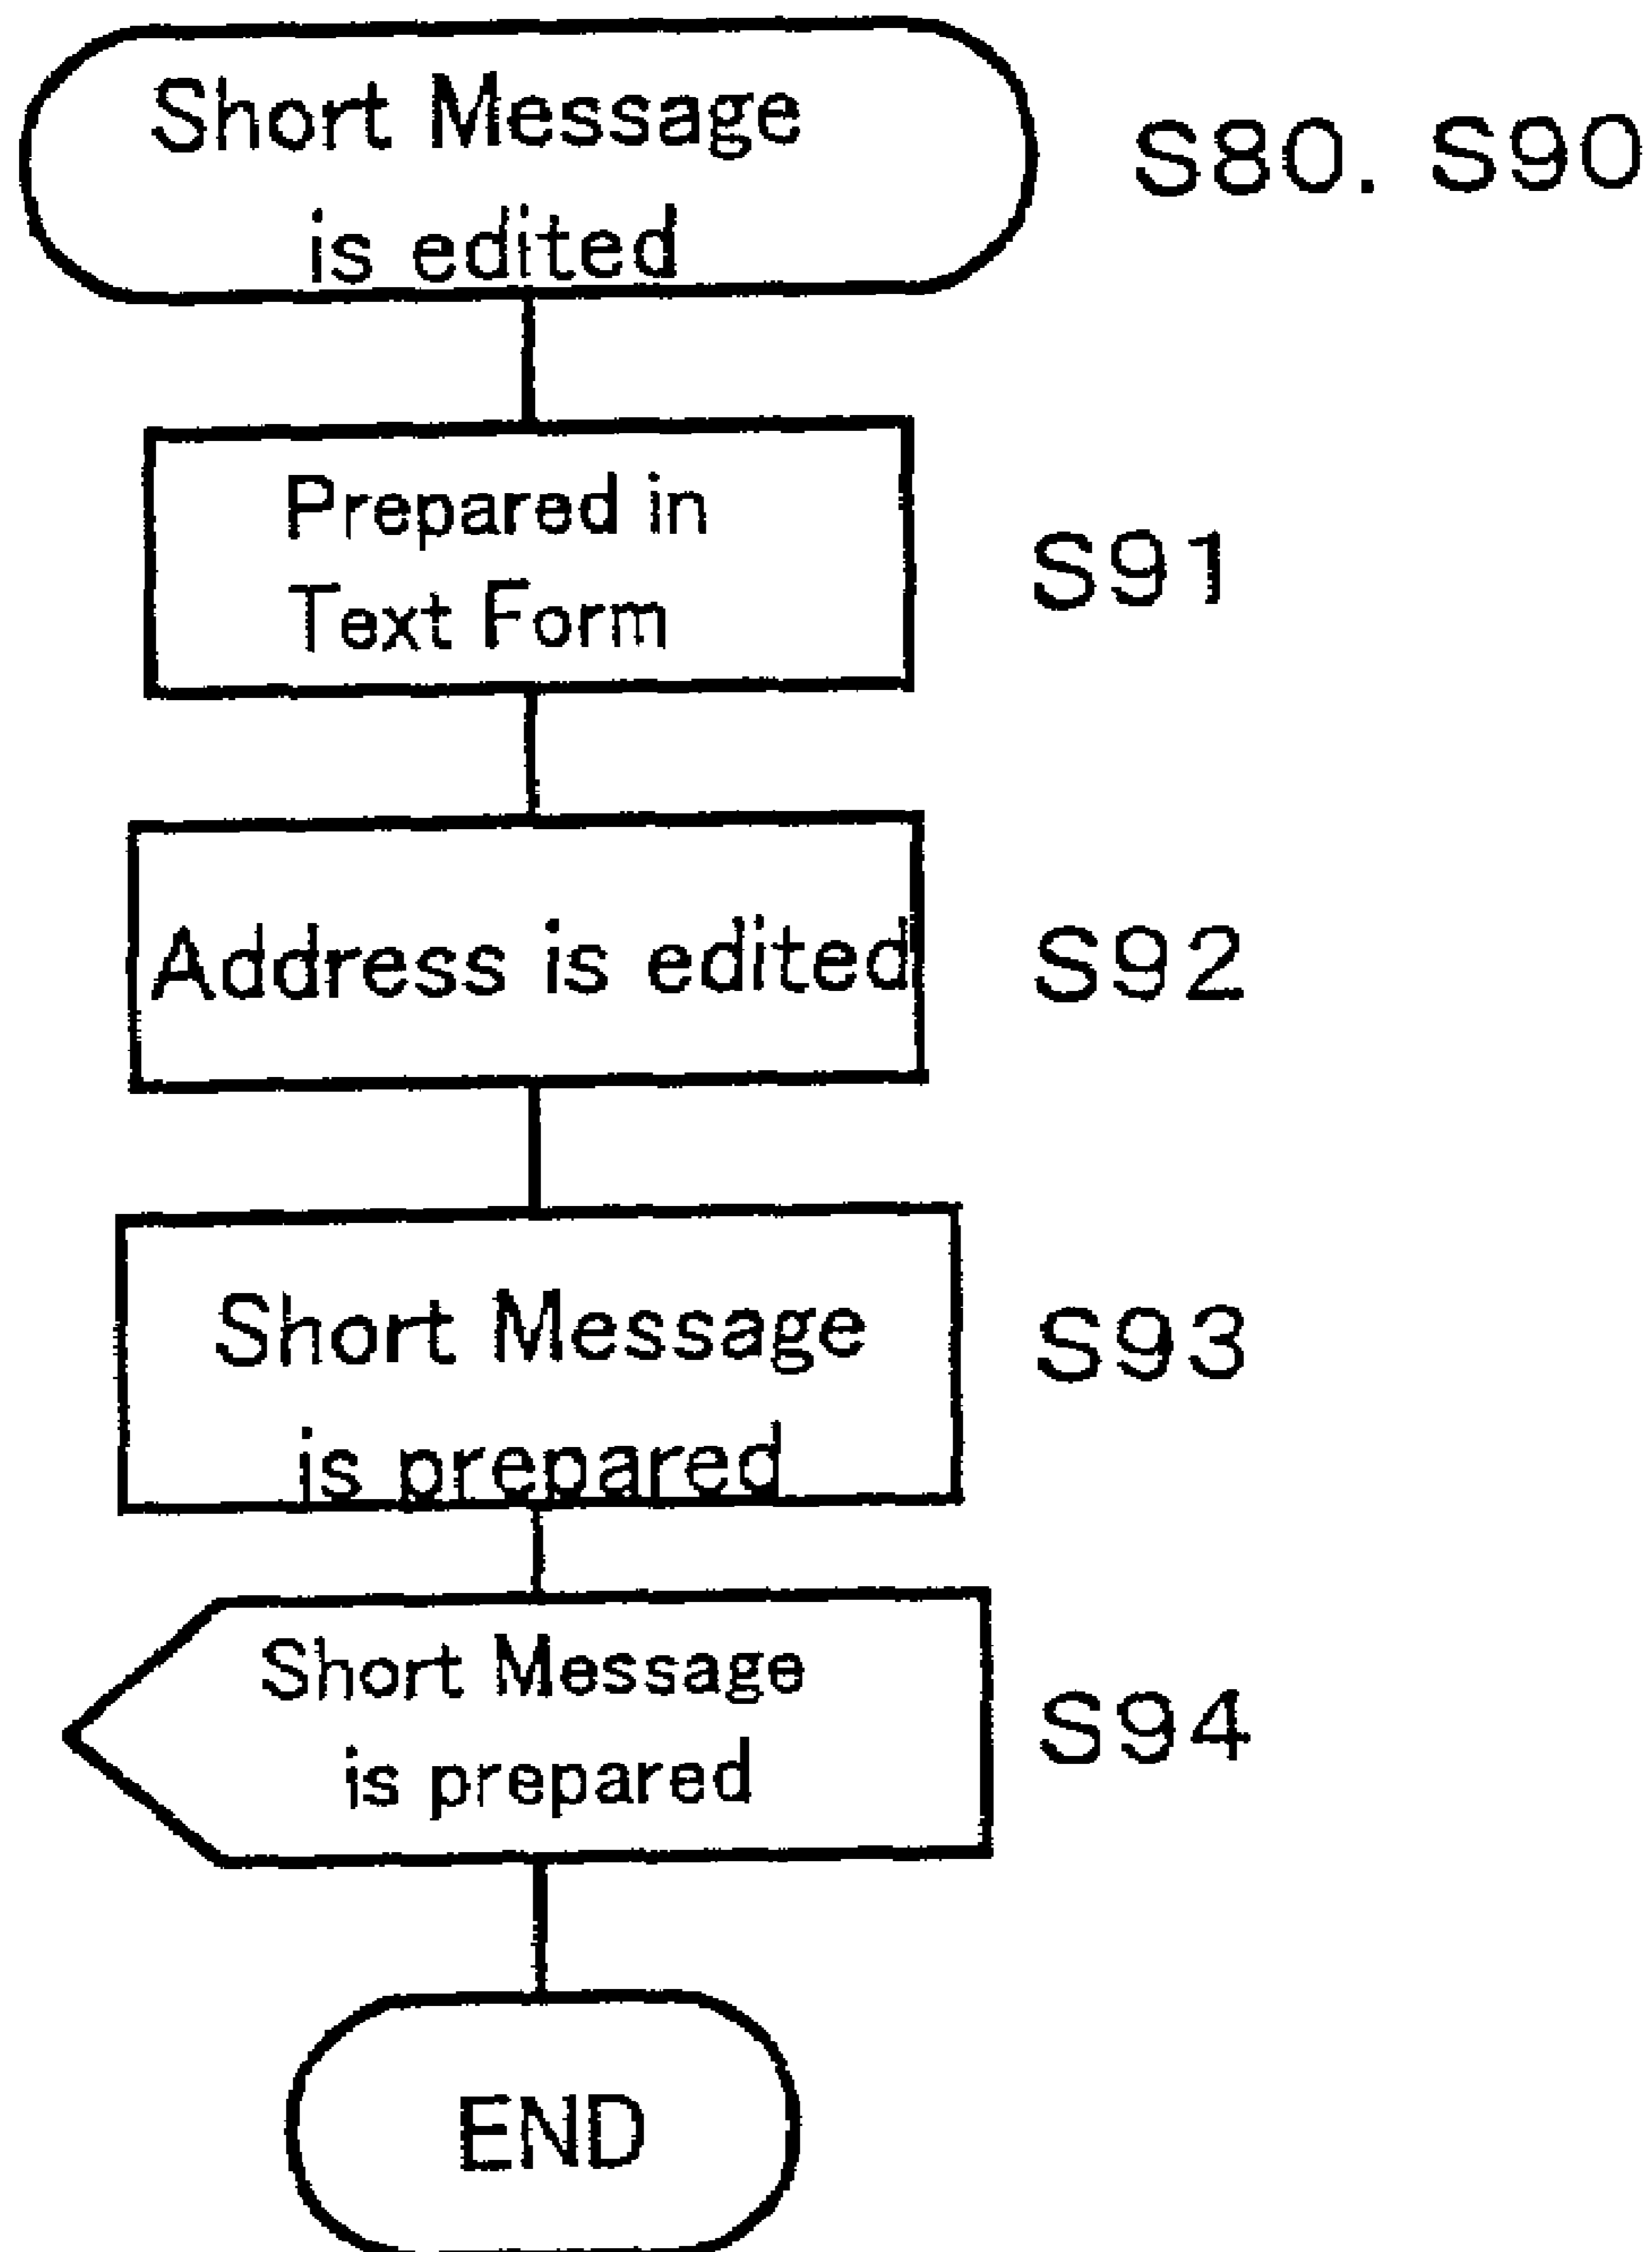 Short Message
is edited
S80. S90
Prepared in
Text Form
S91
Address is edited
S92
Short Message
is prepared
S93
Short Message
is prepared
S94
END